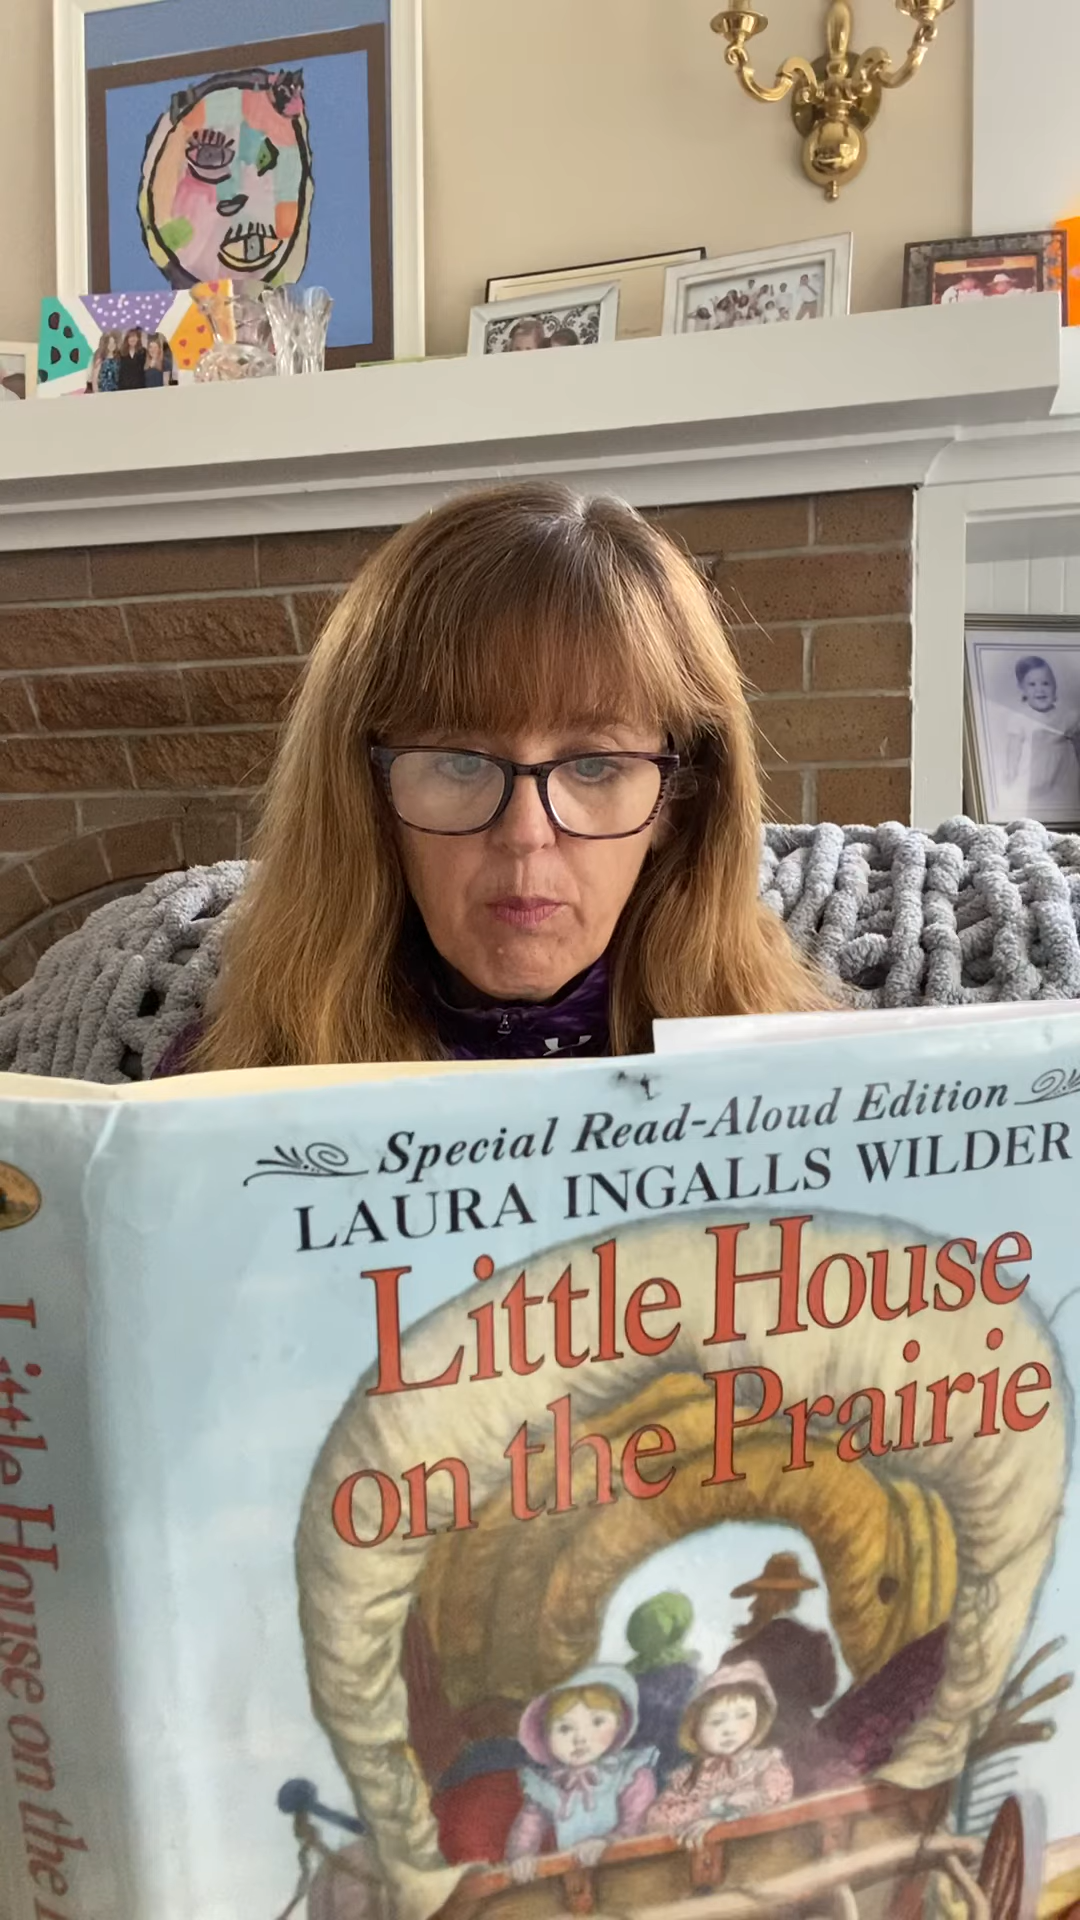 Special Read-Aloud Edition
LAURA INGALLS WILDER
Little House
on the Prairie
Little House on the